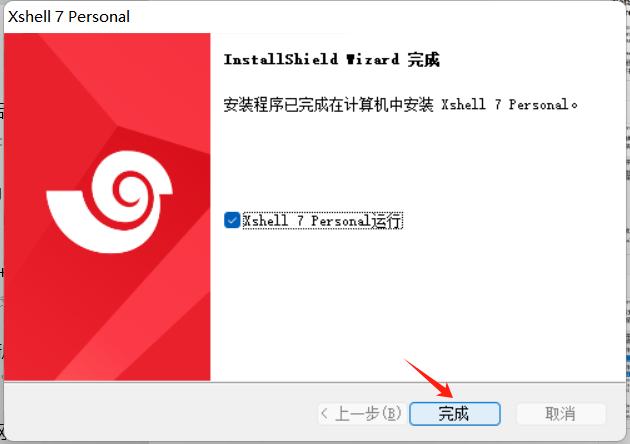 Xshell 7 Personal
InstallShield Wizard 完成
安装程序已完成在计算机中安装 Xshell 7 Personal。
Xshell 7 Personal运行
< 上一步(B)
完成
取消